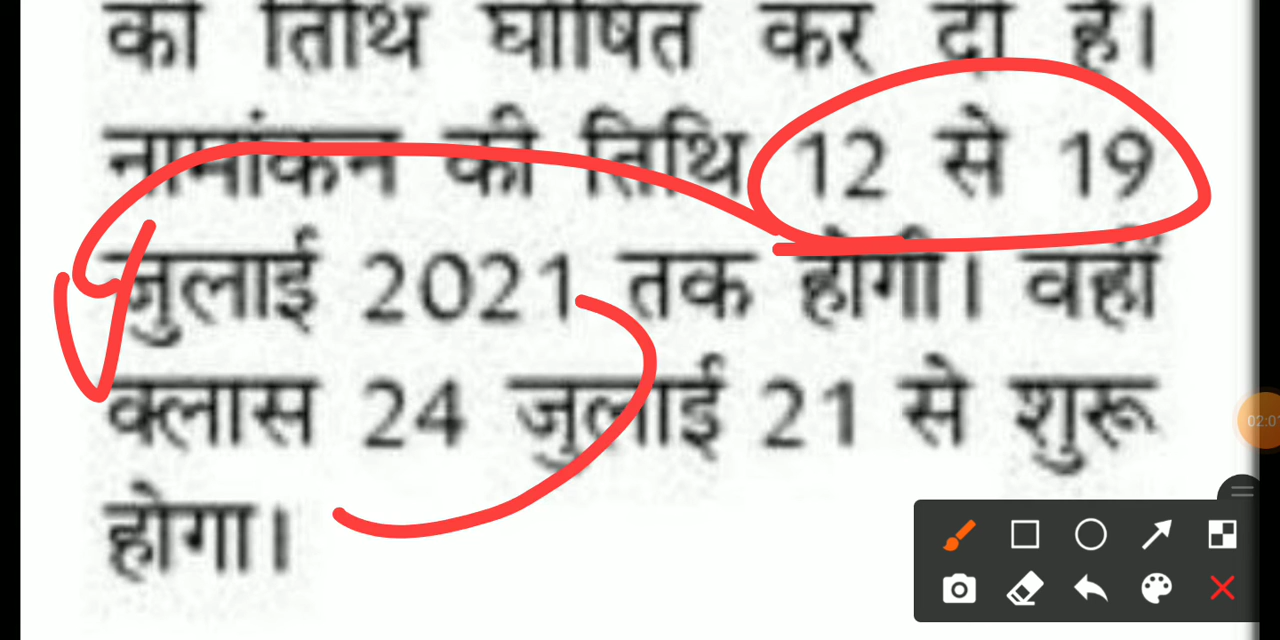 की तिथि घोषित कर दी है।
नामांकन की तिथि 12 से 19
जुलाई 2021 तक होगी। वहीं
क्लास 24 जुलाई 21 से शुरू
होगा।